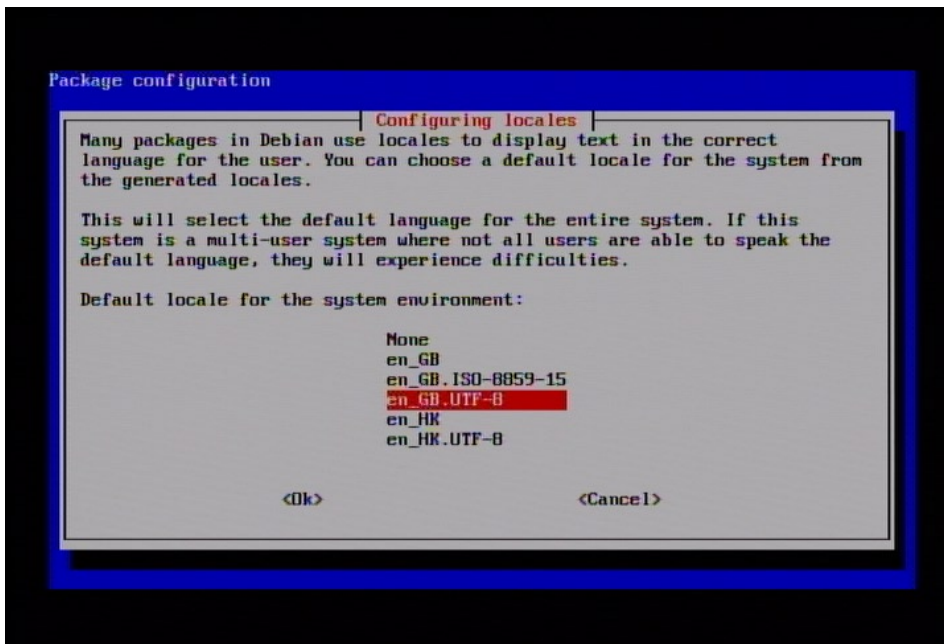 Package configuration
Configuring locales
Many packages in Debian use locales to display text in the correct
language for the user. You can choose a default locale for the system from
the generated locales.
This will select the default language for the entire system. If this
system is a multi-user system where not all users are able to speak the
default language, they will experience difficulties.
Default locale for the system environment:
None
en_GB
en_GB.ISO-8859-15
en_GB.UTF-8
en_HK
en_HK.UTF-8
<Ok> <Cancel>